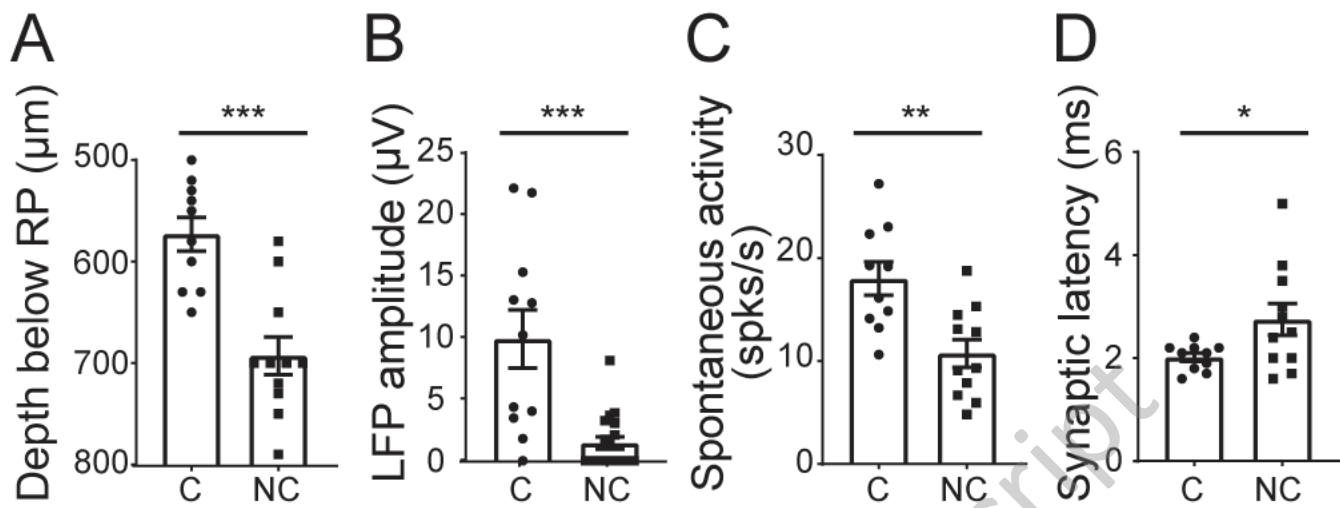 A
B
C
D
Depth below RP (µm)
***
500
600
700
800
C
NC
LFP amplitude (µV)
***
25
20
15
10
5
0
C
NC
Spontaneous activity
(spks/s)
**
30
20
10
0
C
NC
Synaptic latency (ms)
*
6
4
2
0
C
NC
script